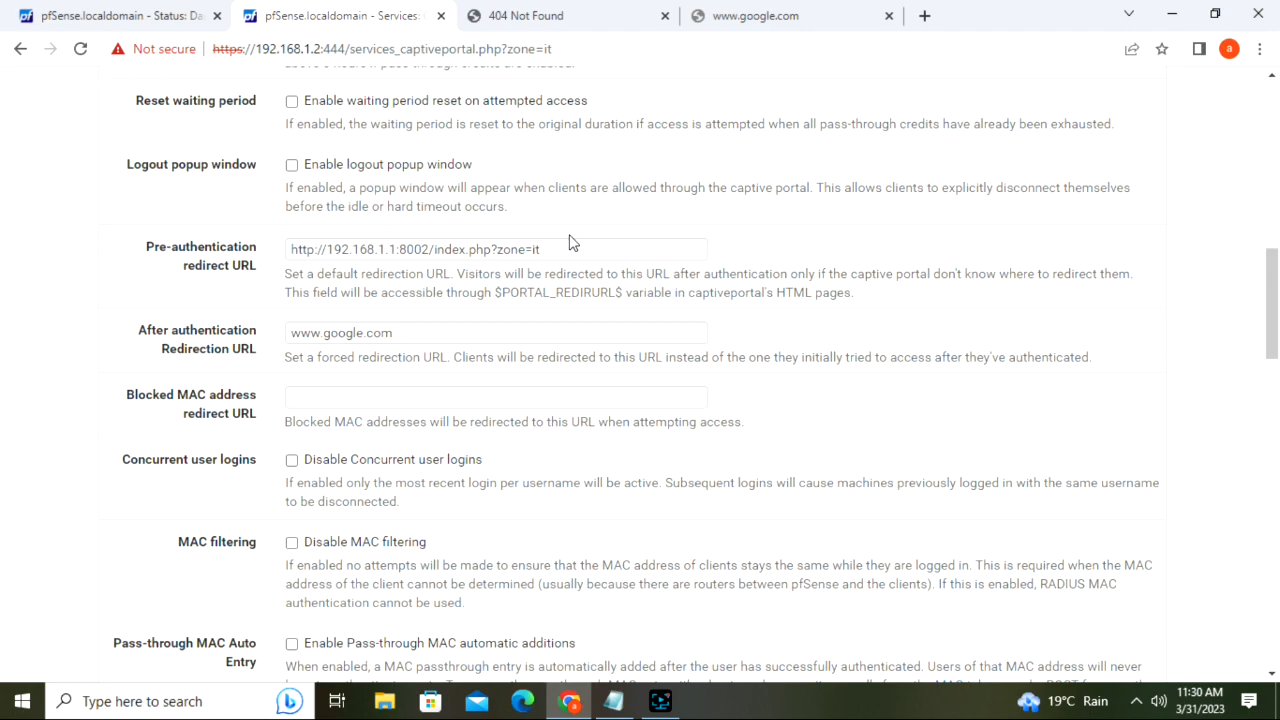 pfSense.localdomain - Status: Da
pfSense.localdomain - Services:
404 Not Found
www.google.com
Not secure
https://192.168.1.2:444/services_captiveportal.php?zone=it
a
above 0 hours if pass-through credits are enabled.
Reset waiting period
Enable waiting period reset on attempted access
If enabled, the waiting period is reset to the original duration if access is attempted when all pass-through credits have already been exhausted.
Logout popup window
Enable logout popup window
If enabled, a popup window will appear when clients are allowed through the captive portal. This allows clients to explicitly disconnect themselves
before the idle or hard timeout occurs.
Pre-authentication
redirect URL
http://192.168.1.1:8002/index.php?zone=it
Set a default redirection URL. Visitors will be redirected to this URL after authentication only if the captive portal don't know where to redirect them.
This field will be accessible through $PORTAL_REDIRURL$ variable in captiveportal's HTML pages.
After authentication
Redirection URL
www.google.com
Set a forced redirection URL. Clients will be redirected to this URL instead of the one they initially tried to access after they've authenticated.
Blocked MAC address
redirect URL
Blocked MAC addresses will be redirected to this URL when attempting access.
Concurrent user logins
Disable Concurrent user logins
If enabled only the most recent login per username will be active. Subsequent logins will cause machines previously logged in with the same username
to be disconnected.
MAC filtering
Disable MAC filtering
If enabled no attempts will be made to ensure that the MAC address of clients stays the same while they are logged in. This is required when the MAC
address of the client cannot be determined (usually because there are routers between pfSense and the clients). If this is enabled, RADIUS MAC
authentication cannot be used.
Pass-through MAC Auto
Entry
Enable Pass-through MAC automatic additions
When enabled, a MAC passthrough entry is automatically added after the user has successfully authenticated. Users of that MAC address will never
Type here to search
19°C Rain
11:30 AM
3/31/2023